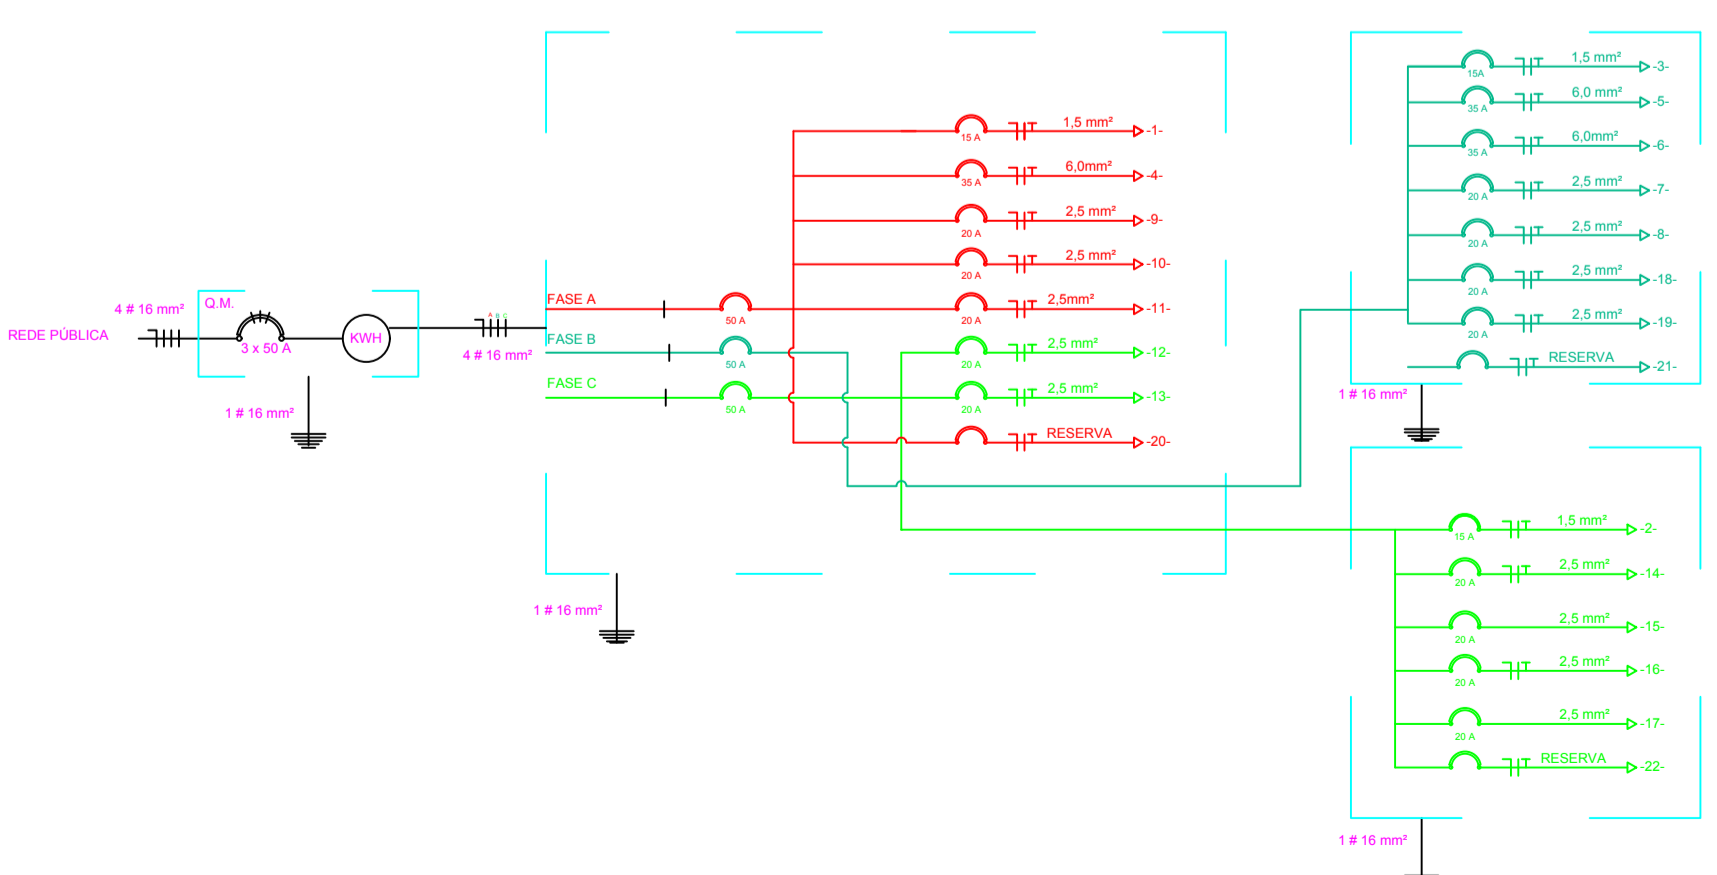 REDE PÚBLICA
4 # 16 mm²
Q.M.
3 x 50 A
KWH
1 # 16 mm²
A B C
4 # 16 mm²
FASE A
50 A
FASE B
50 A
FASE C
50 A
15 A
1,5 mm²
-1-
35 A
6,0mm²
-4-
20 A
2,5 mm²
-9-
20 A
2,5 mm²
-10-
20 A
2,5mm²
-11-
20 A
2,5 mm²
-12-
20 A
2,5 mm²
-13-
RESERVA
-20-
1 # 16 mm²
15A
1,5 mm²
-3-
35 A
6,0 mm²
-5-
35 A
6,0mm²
-6-
20 A
2,5 mm²
-7-
20 A
2,5 mm²
-8-
20 A
2,5 mm²
-18-
20 A
2,5 mm²
-19-
RESERVA
-21-
1 # 16 mm²
15 A
1,5 mm²
-2-
20 A
2,5 mm²
-14-
20 A
2,5 mm²
-15-
20 A
2,5 mm²
-16-
20 A
2,5 mm²
-17-
RESERVA
-22-
1 # 16 mm²